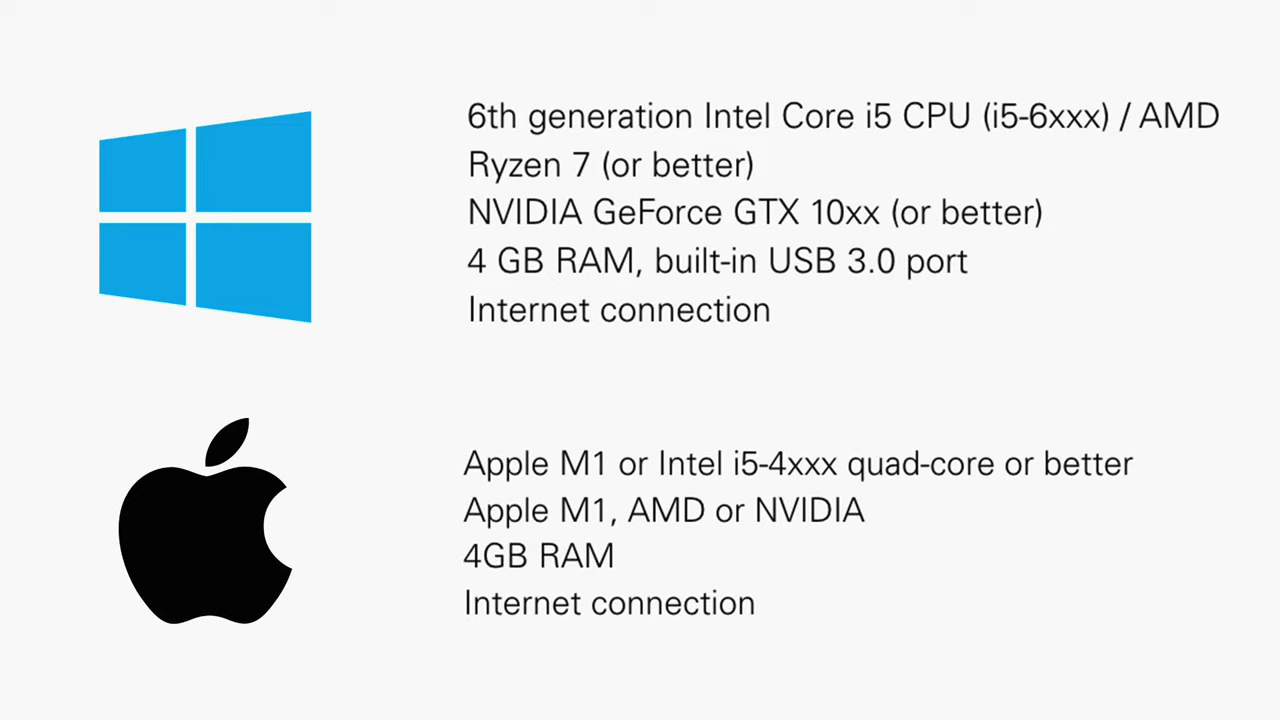 6th generation Intel Core i5 CPU (i5-6xxx) / AMD
Ryzen 7 (or better)
NVIDIA GeForce GTX 10xx (or better)
4 GB RAM, built-in USB 3.0 port
Internet connection
Apple M1 or Intel i5-4xxx quad-core or better
Apple M1, AMD or NVIDIA
4GB RAM
Internet connection